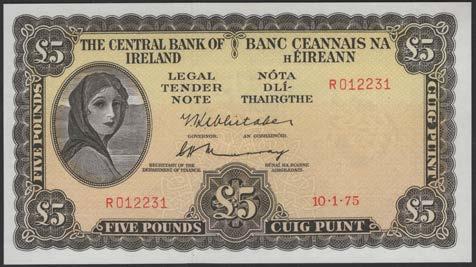 £5
THE CENTRAL BANK OF
IRELAND
BANC CEANNAIS NA
hÉIREANN
£5
LEGAL
TENDER
NOTE
NÓTA
DLÍ-
THAIRGTHE
R012231
FIVE POUNDS
CUIG PUINT
T.K. Whitaker
GOVERNOR.
AN GOBHARNÓIR.
SECRETARY OF THE
DEPARTMENT OF FINANCE.
RÚNAÍ NA ROINNE
AIRGEADAIS.
R012231
10·1·75
£5
£5
£5
FIVE POUNDS
CUIG PUINT